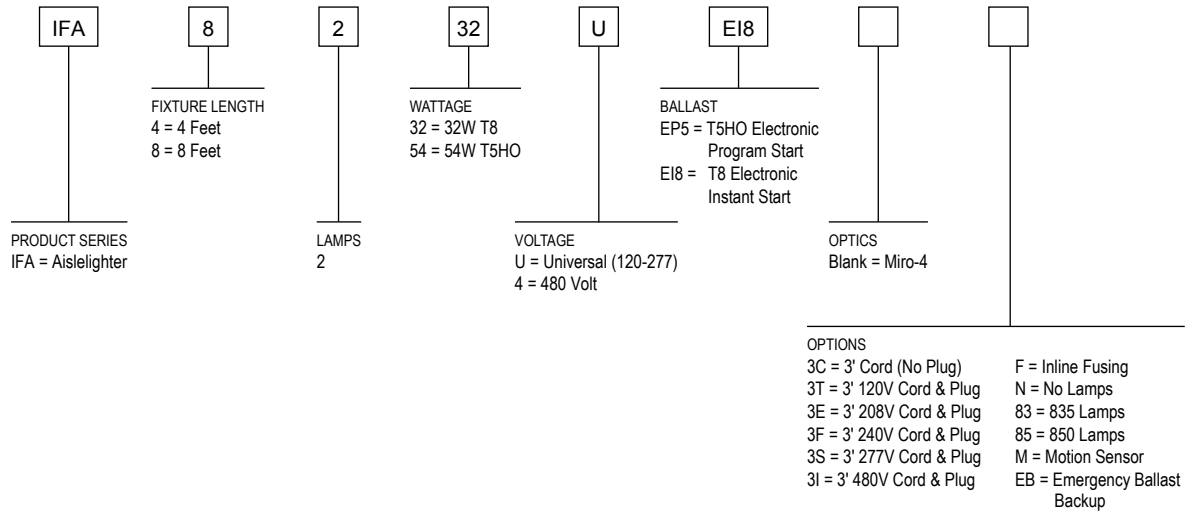 IFA 8 2 32 U EI8
FIXTURE LENGTH
4 = 4 Feet
8 = 8 Feet
WATTAGE
32 = 32W T8
54 = 54W T5HO
BALLAST
EP5 = T5HO Electronic
Program Start
EI8 = T8 Electronic
Instant Start
PRODUCT SERIES
IFA = Aislelighter
LAMPS
2
VOLTAGE
U = Universal (120-277)
4 = 480 Volt
OPTICS
Blank = Miro-4
OPTIONS
3C = 3' Cord (No Plug)
3T = 3' 120V Cord & Plug
3E = 3' 208V Cord & Plug
3F = 3' 240V Cord & Plug
3S = 3' 277V Cord & Plug
3I = 3' 480V Cord & Plug
F = Inline Fusing
N = No Lamps
83 = 835 Lamps
85 = 850 Lamps
M = Motion Sensor
EB = Emergency Ballast
Backup